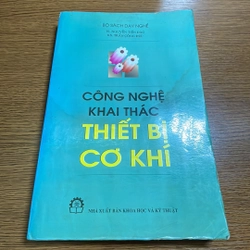 CÔNG NGHỆ
KHAI THÁC
THIẾT BỊ
CƠ KHÍ
NHÀ XUẤT BẢN KHOA HỌC VÀ KỸ THUẬT